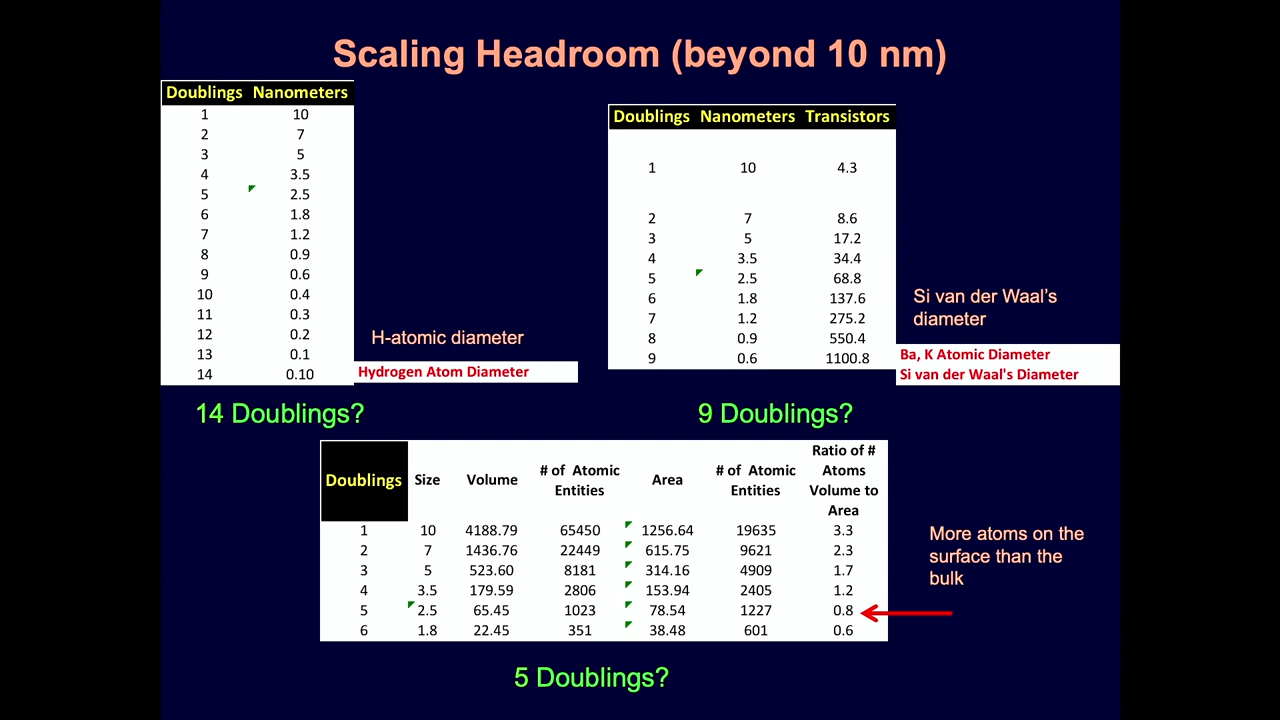 Scaling Headroom (beyond 10 nm)
Doublings Nanometers
1 10
2 7
3 5
4 3.5
5 2.5
6 1.8
7 1.2
8 0.9
9 0.6
10 0.4
11 0.3
12 0.2
13 0.1
14 0.10
H-atomic diameter
Hydrogen Atom Diameter
14 Doublings?
Doublings Nanometers Transistors
1 10 4.3
2 7 8.6
3 5 17.2
4 3.5 34.4
5 2.5 68.8
6 1.8 137.6
7 1.2 275.2
8 0.9 550.4
9 0.6 1100.8
Si van der Waal's
diameter
Ba, K Atomic Diameter
Si van der Waal's Diameter
9 Doublings?
Doublings Size Volume # of Atomic Entities Area # of Atomic Entities Ratio of # Atoms Volume to Area
1 10 4188.79 65450 1256.64 19635 3.3
2 7 1436.76 22449 615.75 9621 2.3
3 5 523.60 8181 314.16 4909 1.7
4 3.5 179.59 2806 153.94 2405 1.2
5 2.5 65.45 1023 78.54 1227 0.8
6 1.8 22.45 351 38.48 601 0.6
More atoms on the
surface than the
bulk
5 Doublings?